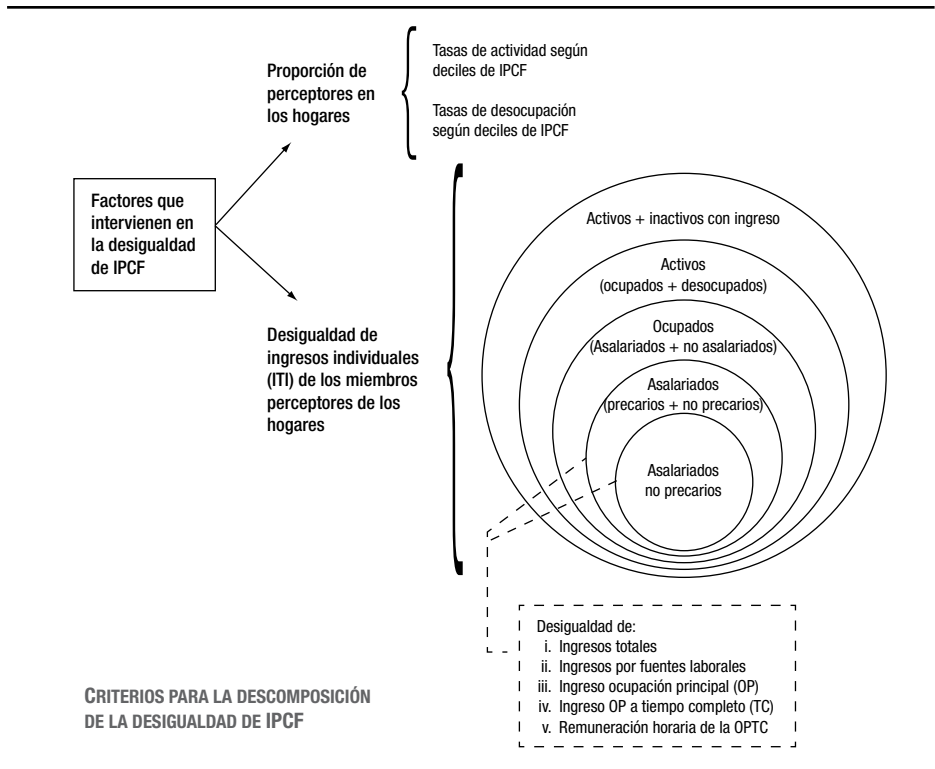 Factores que
intervienen en
la desigualdad
de IPCF
Proporción de
perceptores en
los hogares
Tasas de actividad según
deciles de IPCF
Tasas de desocupación
según deciles de IPCF
Desigualdad de
ingresos individuales
(ITI) de los miembros
perceptores de los
hogares
Activos + inactivos con ingreso
Activos
(ocupados + desocupados)
Ocupados
(Asalariados + no asalariados)
Asalariados
(precarios + no precarios)
Asalariados
no precarios
Desigualdad de:
i. Ingresos totales
ii. Ingresos por fuentes laborales
iii. Ingreso ocupación principal (OP)
iv. Ingreso OP a tiempo completo (TC)
v. Remuneración horaria de la OPTC
CRITERIOS PARA LA DESCOMPOSICIÓN
DE LA DESIGUALDAD DE IPCF